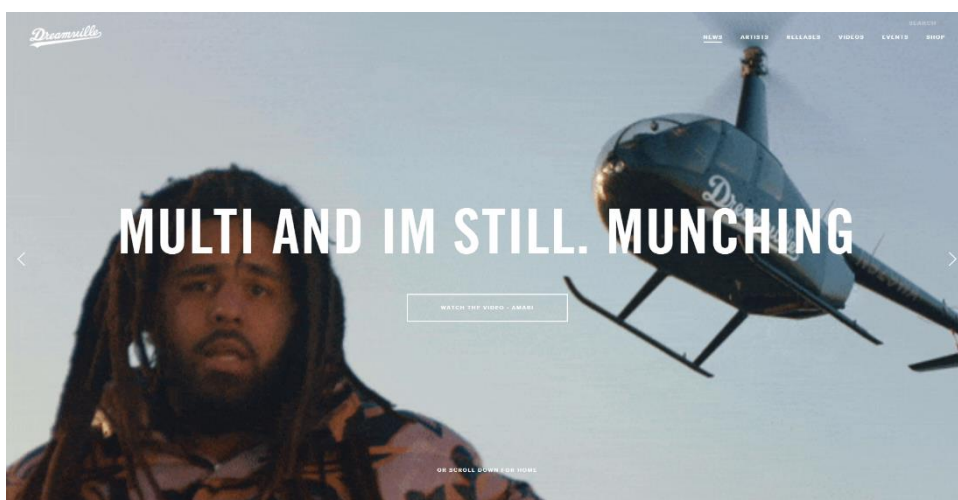 Dreamville
SEARCH
NEWS ARTISTS RELEASES VIDEOS EVENTS SHOP
Dreamville
MULTI AND IM STILL. MUNCHING
WATCH THE VIDEO - AMARI
OR SCROLL DOWN FOR HOME